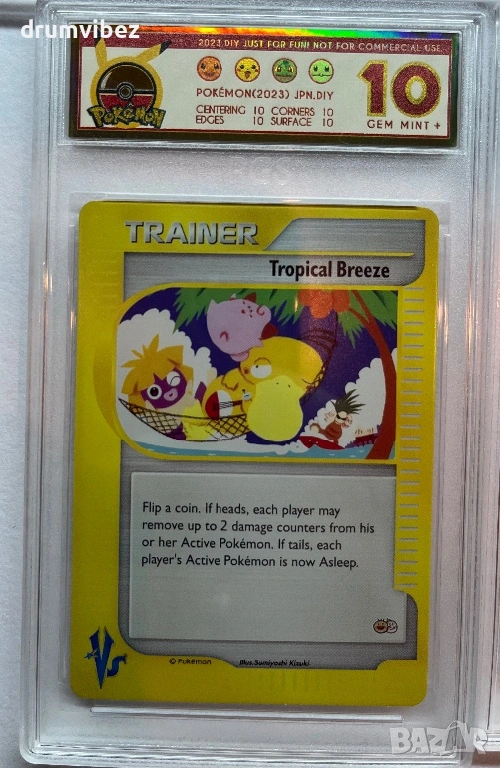 drumvibez
2023 DIY JUST FOR FUN! NOT FOR COMMERCIAL USE.
POKÉMON
POKÉMON(2023) JPN.DIY
CENTERING 10 CORNERS 10
EDGES 10 SURFACE 10
10
GEM MINT +
TRAINER
Tropical Breeze
Flip a coin. If heads, each player may
remove up to 2 damage counters from his
or her Active Pokémon. If tails, each
player's Active Pokémon is now Asleep.
VS
© Pokémon Illus.Sumiyoshi Kizuki
BAZAR